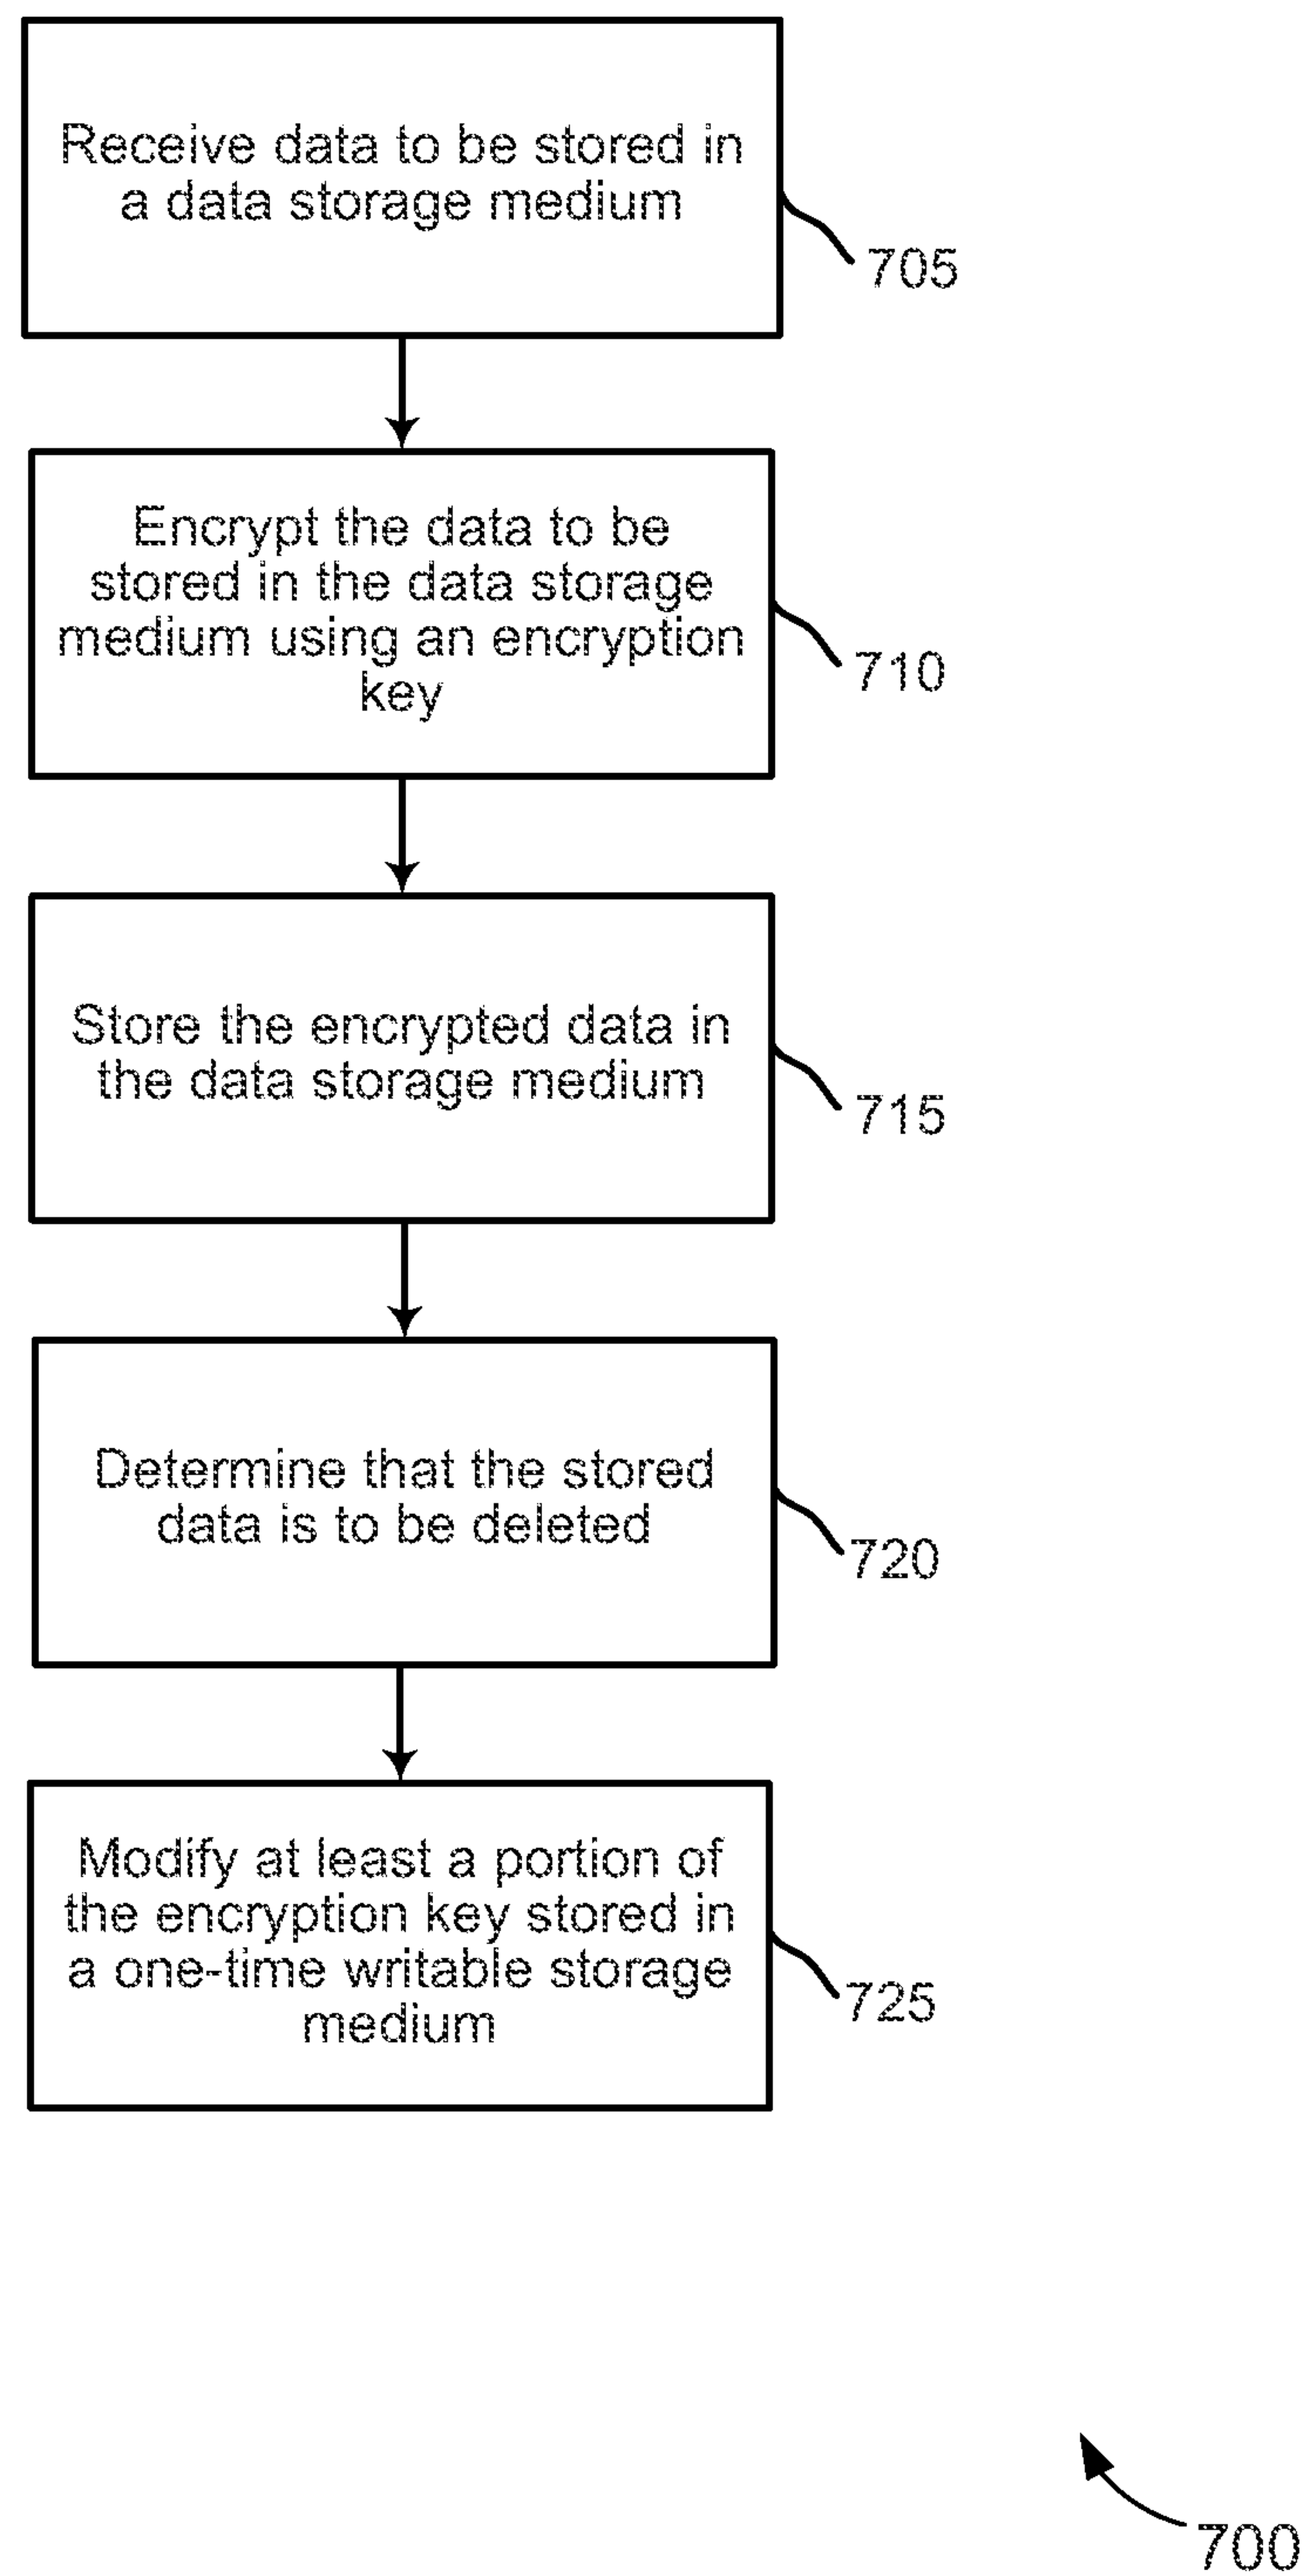 Receive data to be stored in
a data storage medium
705
Encrypt the data to be
stored in the data storage
medium using an encryption
key
710
Store the encrypted data in
the data storage medium
715
Determine that the stored
data is to be deleted
720
Modify at least a portion of
the encryption key stored in
a one-time writable storage
medium
725
700